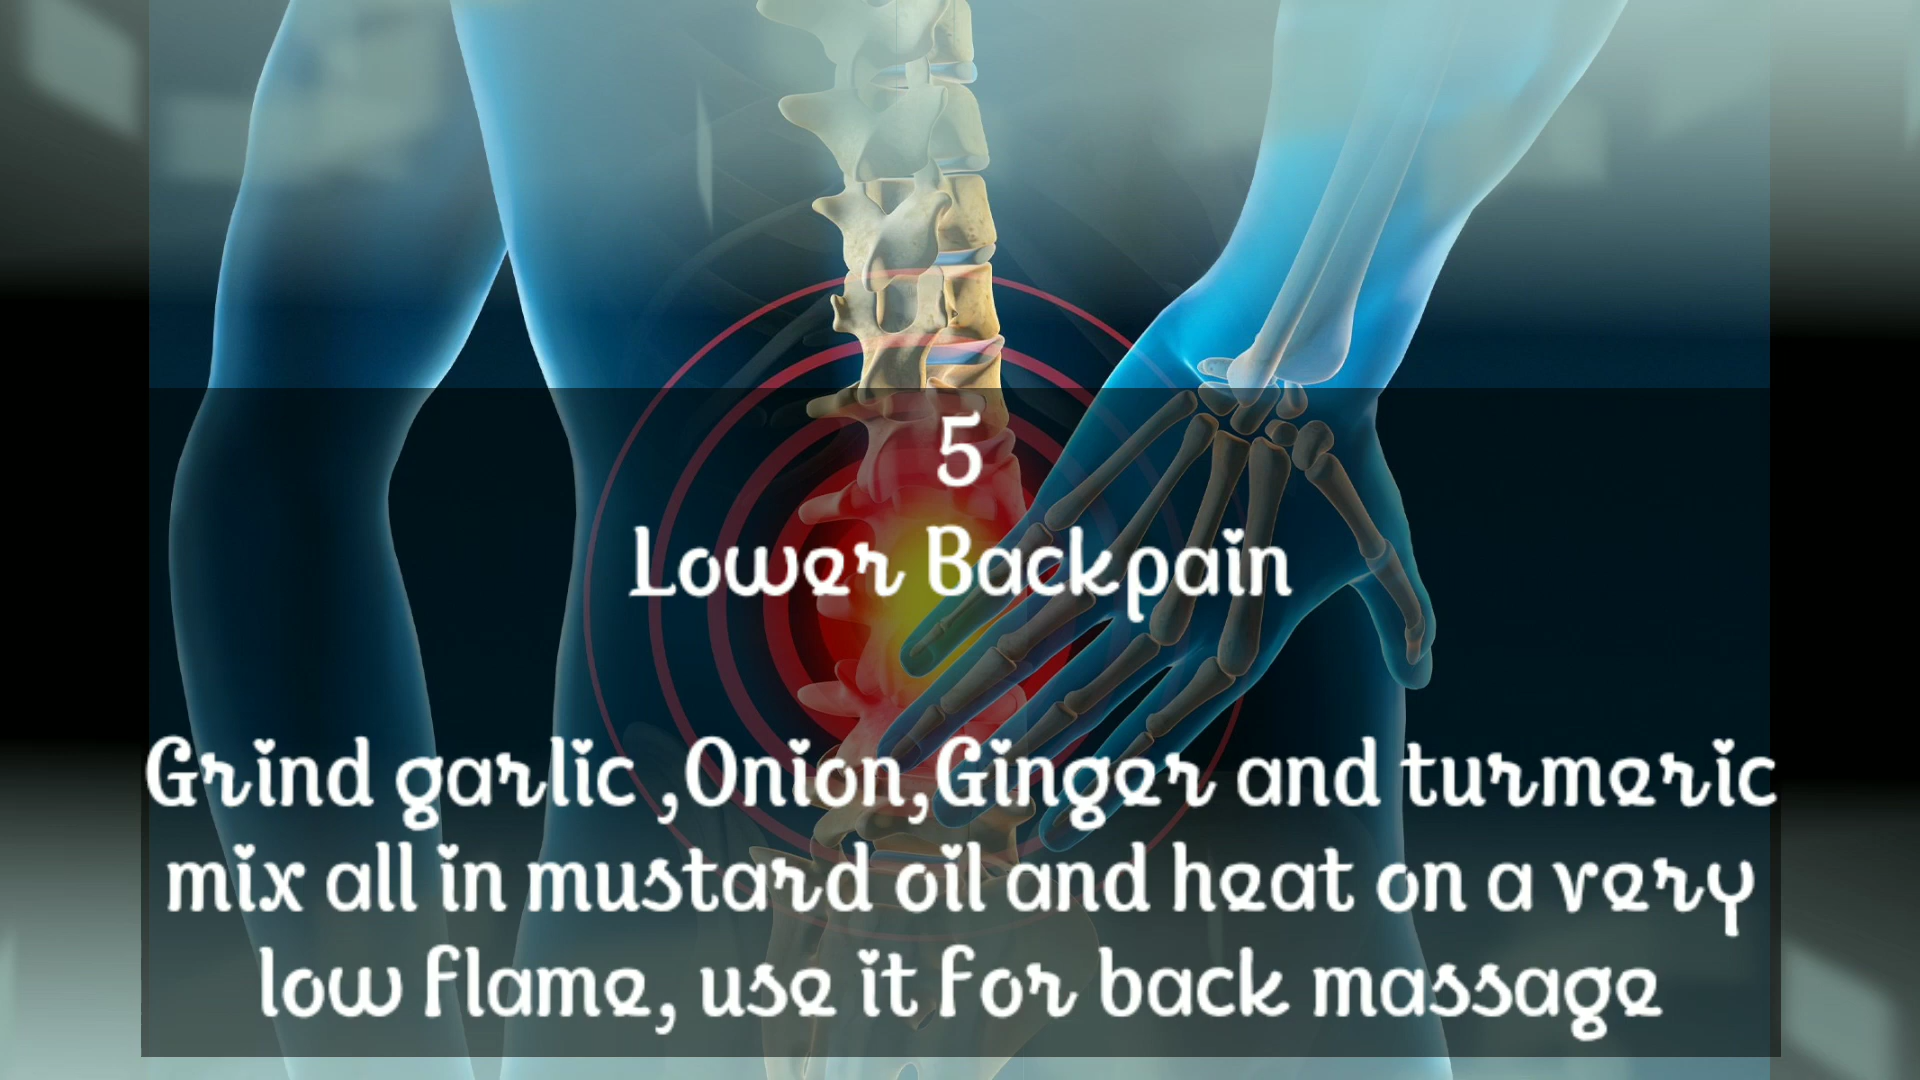 5
Lower Backpain
Grind garlic ,Onion,Ginger and turmeric
mix all in mustard oil and heat on a very
low flame, use it for back massage